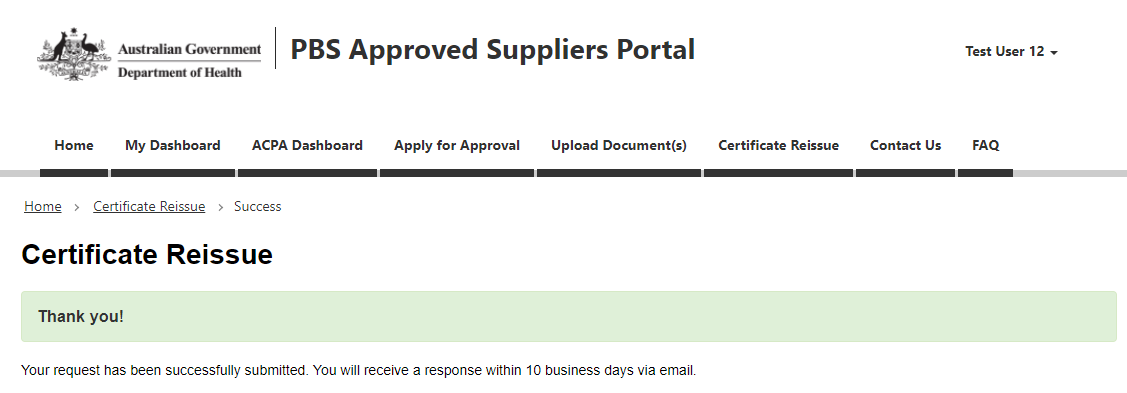 Australian Government
Department of Health
PBS Approved Suppliers Portal
Test User 12
Home
My Dashboard
ACPA Dashboard
Apply for Approval
Upload Document(s)
Certificate Reissue
Contact Us
FAQ
Home > Certificate Reissue > Success
Certificate Reissue
Thank you!
Your request has been successfully submitted. You will receive a response within 10 business days via email.